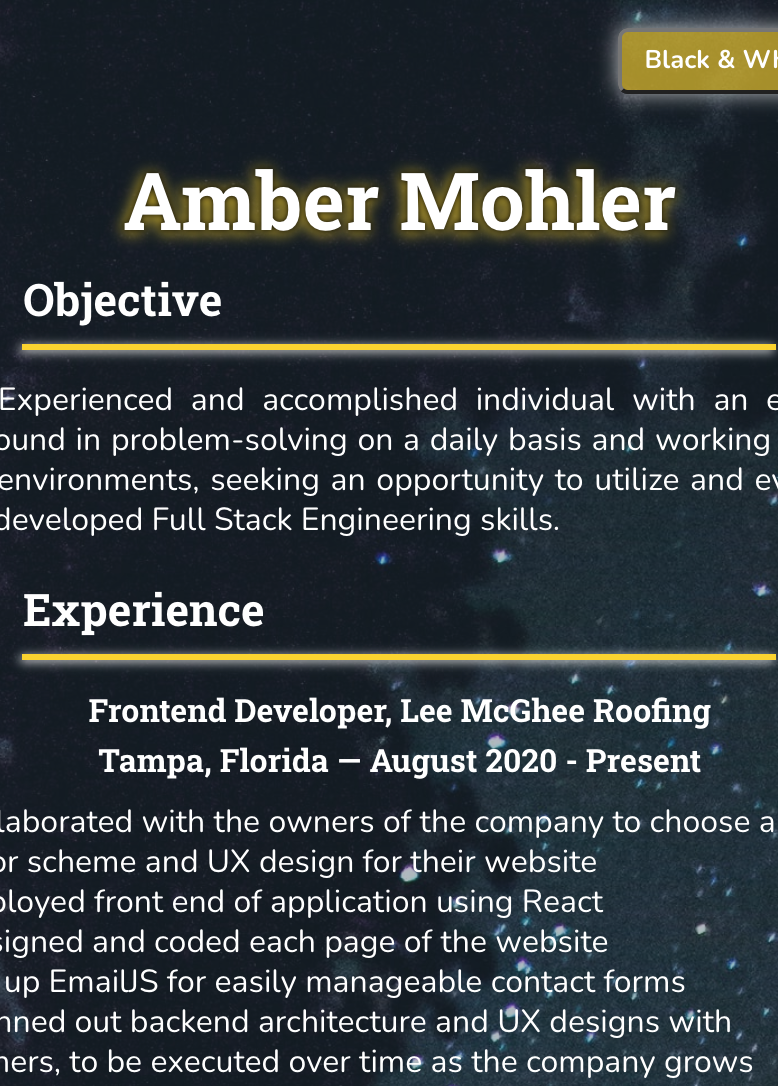 Black & Wh
Amber Mohler
Objective
Experienced and accomplished individual with an e
ound in problem-solving on a daily basis and working
environments, seeking an opportunity to utilize and ev
developed Full Stack Engineering skills.
Experience
Frontend Developer, Lee McGhee Roofing
Tampa, Florida — August 2020 - Present
laborated with the owners of the company to choose a
or scheme and UX design for their website
ployed front end of application using React
signed and coded each page of the website
up EmailJS for easily manageable contact forms
nned out backend architecture and UX designs with
ners, to be executed over time as the company grows